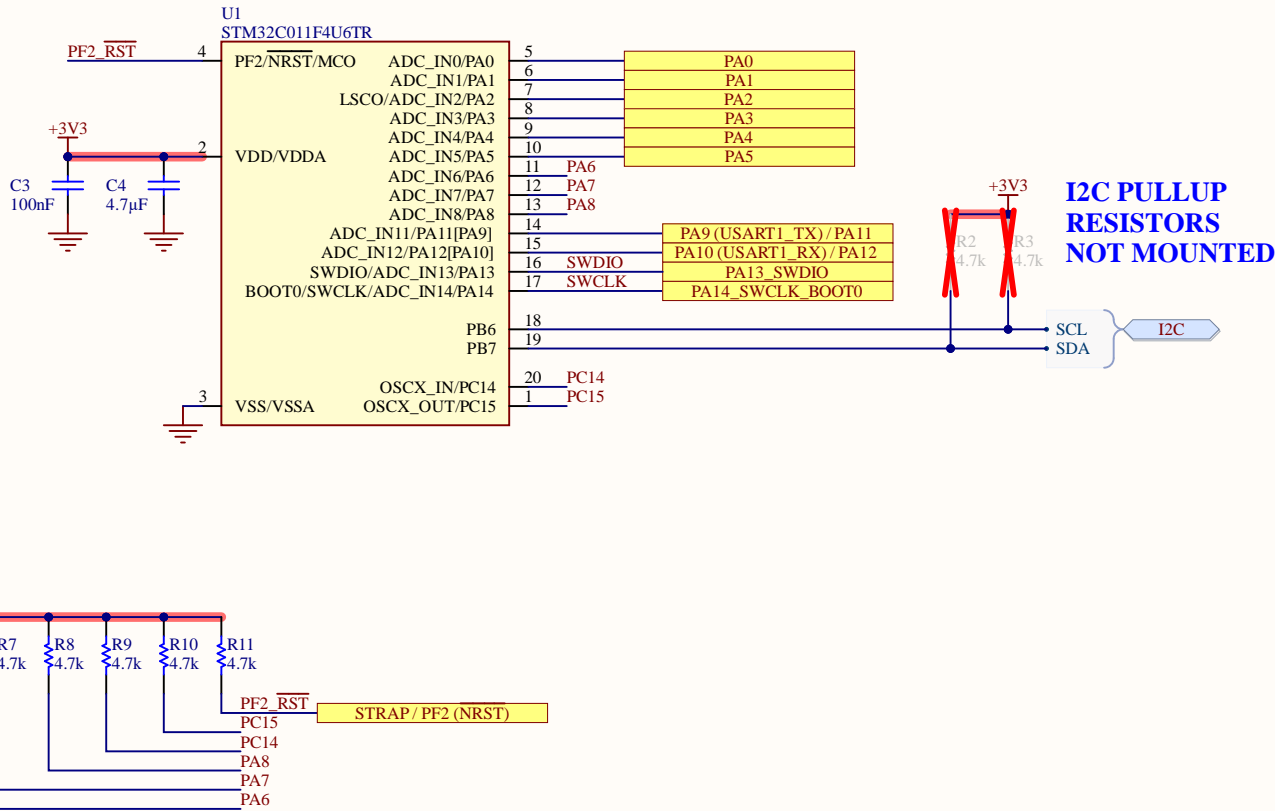 U1
STM32C011F4U6TR
PF2_RST
4
PF2/NRST/MCO
+3V3
2
VDD/VDDA
C3
100nF
C4
4.7µF
3
VSS/VSSA
ADC_IN0/PA0
5
PA0
ADC_IN1/PA1
6
PA1
LSCO/ADC_IN2/PA2
7
PA2
ADC_IN3/PA3
8
PA3
ADC_IN4/PA4
9
PA4
ADC_IN5/PA5
10
PA5
ADC_IN6/PA6
11
PA6
ADC_IN7/PA7
12
PA7
ADC_IN8/PA8
13
PA8
ADC_IN11/PA11[PA9]
14
PA9 (USART1_TX) / PA11
ADC_IN12/PA12[PA10]
15
PA10 (USART1_RX) / PA12
SWDIO/ADC_IN13/PA13
16
SWDIO
PA13_SWDIO
BOOT0/SWCLK/ADC_IN14/PA14
17
SWCLK
PA14_SWCLK_BOOT0
PB6
18
PB7
19
OSCX_IN/PC14
20
PC14
OSCX_OUT/PC15
1
PC15
+3V3
R2
4.7k
R3
4.7k
I2C PULLUP
RESISTORS
NOT MOUNTED
SCL
SDA
I2C
R7
4.7k
R8
4.7k
R9
4.7k
R10
4.7k
R11
4.7k
PF2_RST
STRAP / PF2 (NRST)
PC15
PC14
PA8
PA7
PA6